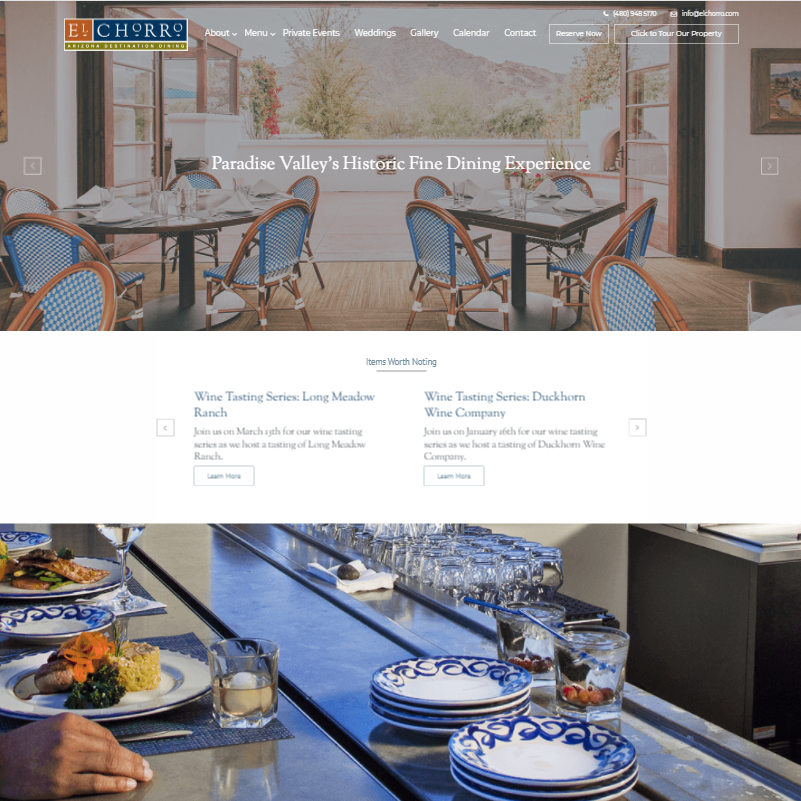 (480) 948 5170 info@elchorro.com
EL CHORRO
ARIZONA DESTINATION DINING
About Menu Private Events Weddings Gallery Calendar Contact Reserve Now Click to Tour Our Property
Paradise Valley's Historic Fine Dining Experience
Items Worth Noting
Wine Tasting Series: Long Meadow
Ranch
Join us on March 13th for our wine tasting
series as we host a tasting of Long Meadow
Ranch.
Learn More
Wine Tasting Series: Duckhorn
Wine Company
Join us on January 16th for our wine tasting
series as we host a tasting of Duckhorn Wine
Company.
Learn More